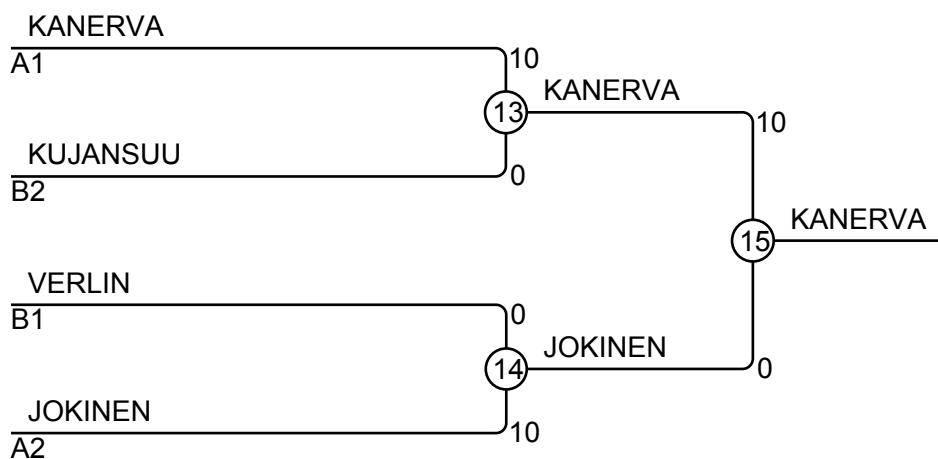 KANERVA
A1
10
13
KANERVA
10
KUJANSUU
B2
0
15
KANERVA
VERLIN
B1
0
14
JOKINEN
0
JOKINEN
A2
10